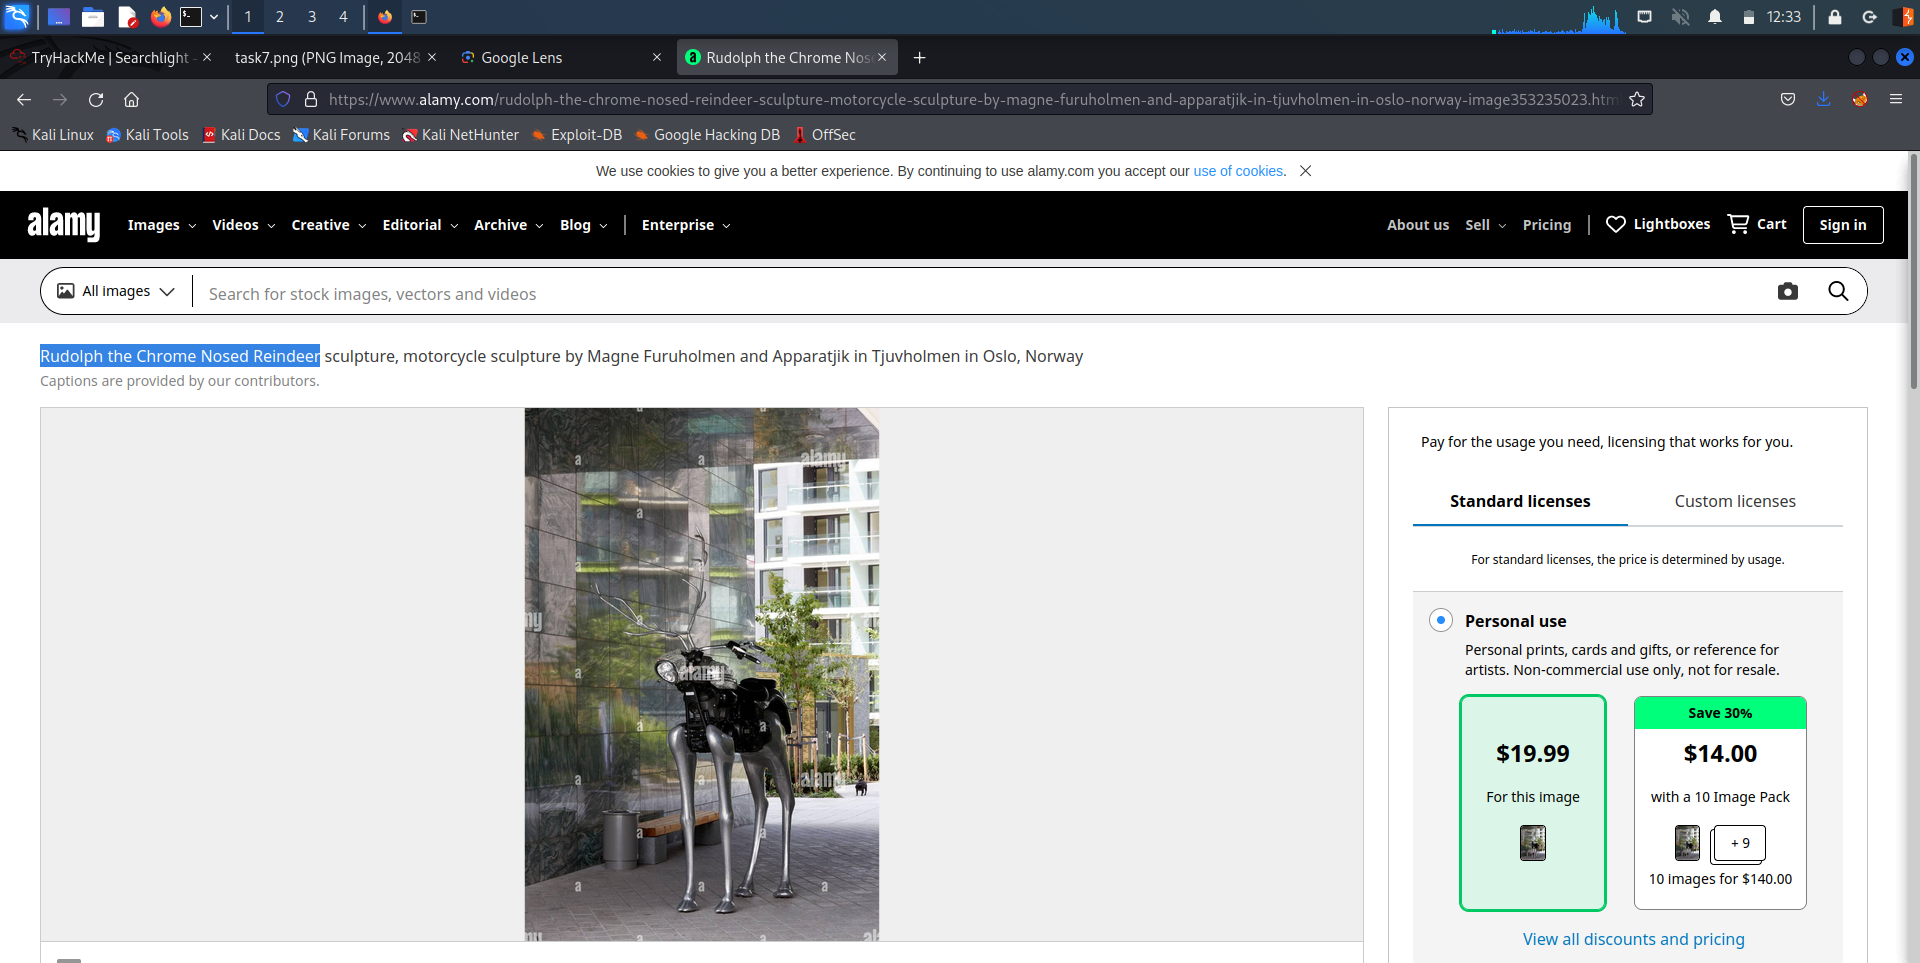 1 2 3 4 12:33
TryHackMe | Searchlight - task7.png (PNG Image, 2048 Google Lens Rudolph the Chrome Nos
https://www.alamy.com/rudolph-the-chrome-nosed-reindeer-sculpture-motorcycle-sculpture-by-magne-furuholmen-and-apparatjik-in-tjuvholmen-in-oslo-norway-image353235023.htm
Kali Linux Kali Tools Kali Docs Kali Forums Kali NetHunter Exploit-DB Google Hacking DB OffSec
We use cookies to give you a better experience. By continuing to use alamy.com you accept our use of cookies.
alamy Images Videos Creative Editorial Archive Blog Enterprise About us Sell Pricing Lightboxes Cart Sign in
All images Search for stock images, vectors and videos
Rudolph the Chrome Nosed Reindeer sculpture, motorcycle sculpture by Magne Furuholmen and Apparatjik in Tjuvholmen in Oslo, Norway
Captions are provided by our contributors.
Pay for the usage you need, licensing that works for you.
Standard licenses Custom licenses
For standard licenses, the price is determined by usage.
Personal use
Personal prints, cards and gifts, or reference for
artists. Non-commercial use only, not for resale.
Save 30%
$19.99 $14.00
For this image with a 10 Image Pack
+ 9
10 images for $140.00
View all discounts and pricing
alamy
alamy
alamy